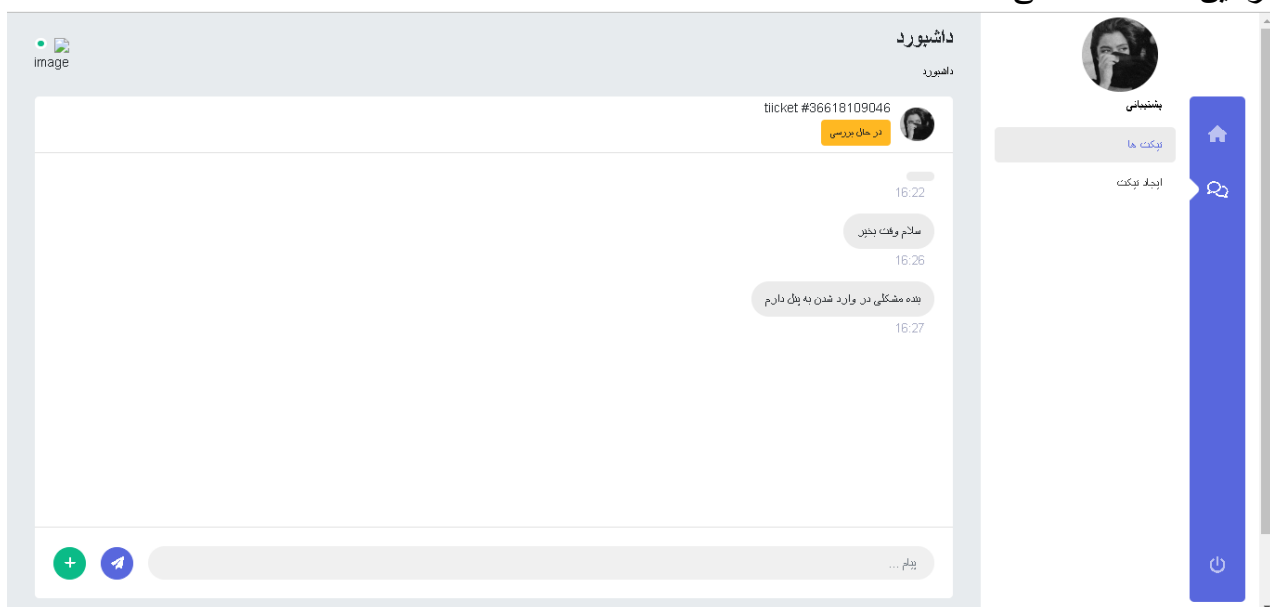 داشبورد
داشبورد
image
tiicket #36618109046
در حال بررسی
16:22
سلام وقت بخیر
16:26
بنده مشکلی در وارد شدن به پنل دارم
16:27
پیام ...
پشتیبانی
تیکت ها
ایجاد تیکت